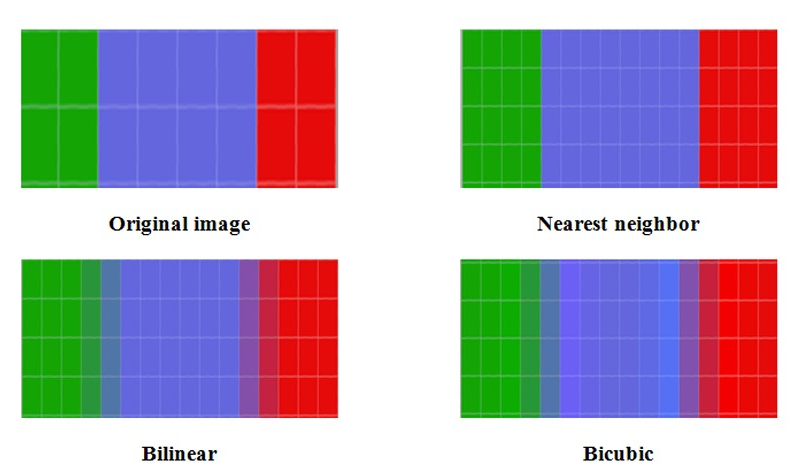 Original image
Nearest neighbor
Bilinear
Bicubic